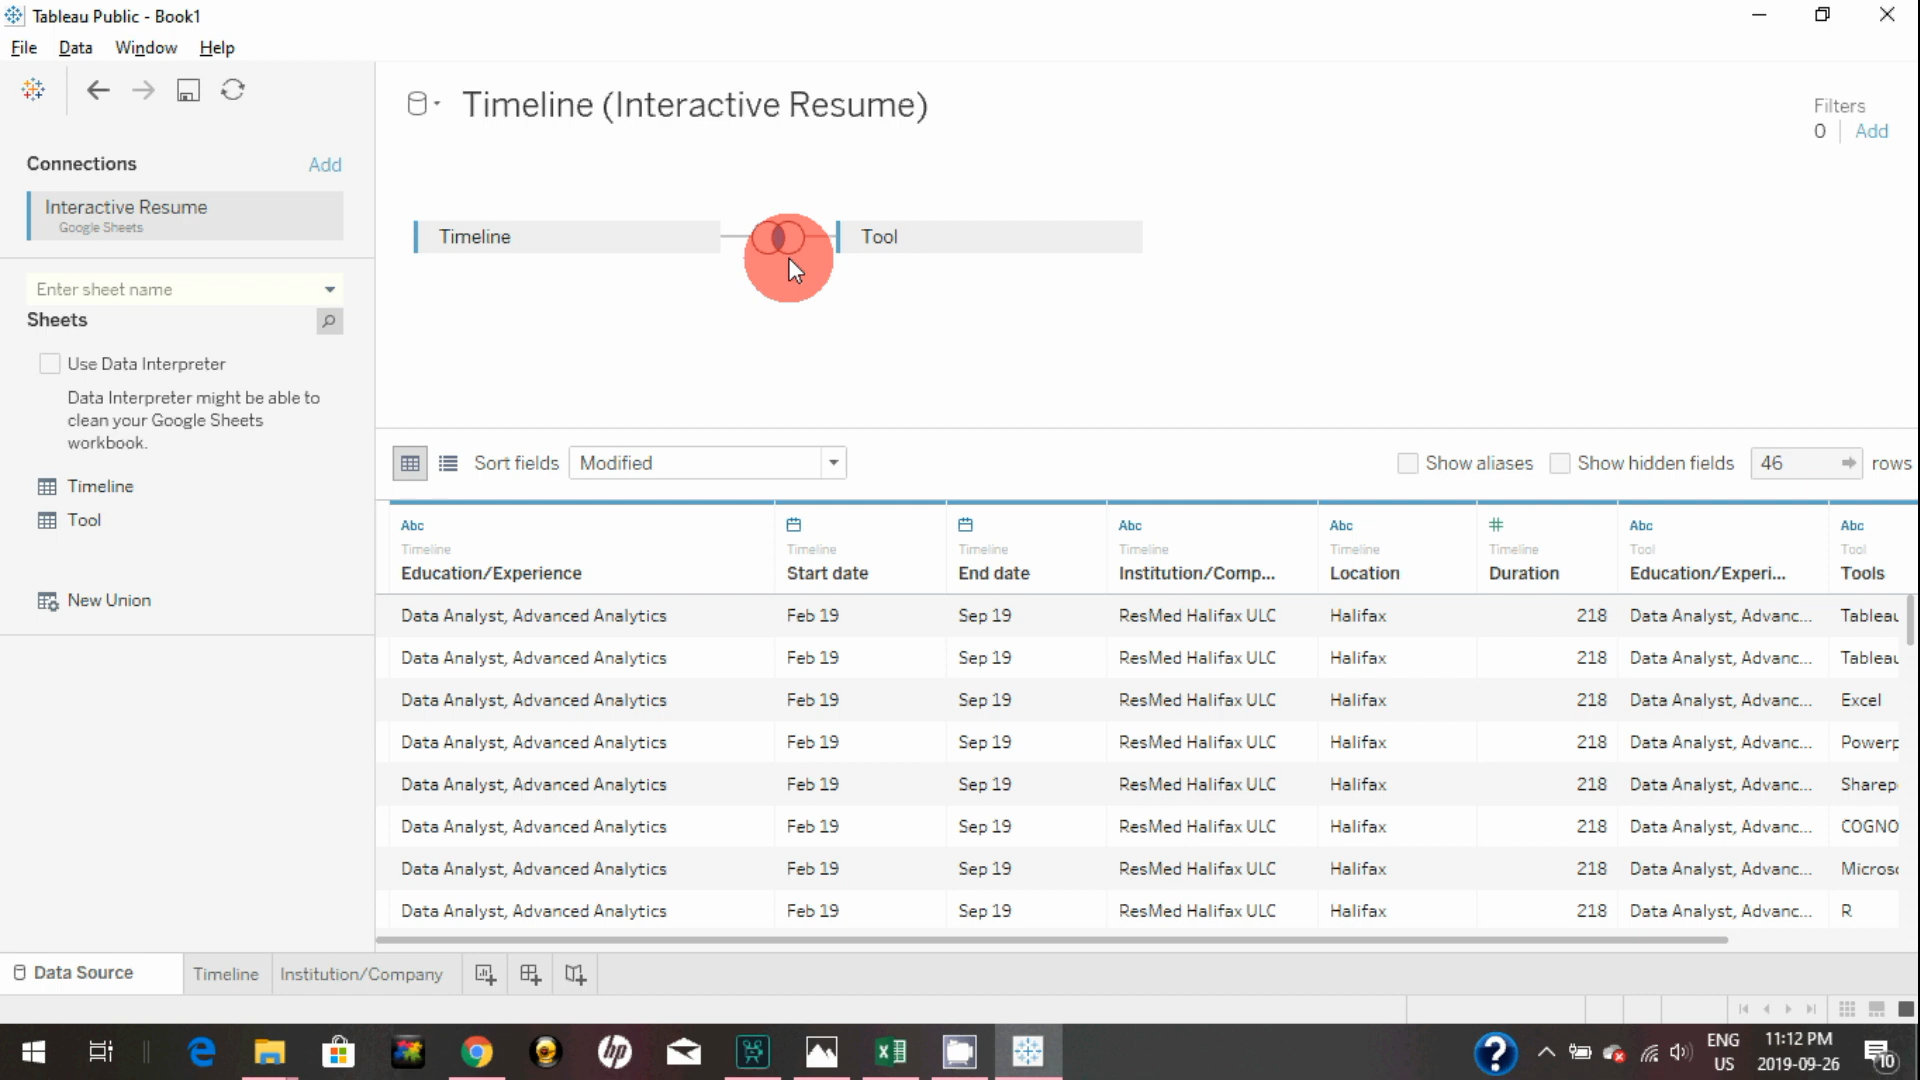 Tableau Public - Book1
File Data Window Help
Timeline (Interactive Resume)
Filters
0 Add
Connections Add
Interactive Resume
Google Sheets
Timeline Tool
Enter sheet name
Sheets
Use Data Interpreter
Data Interpreter might be able to
clean your Google Sheets
workbook.
Timeline
Tool
New Union
Sort fields Modified Show aliases Show hidden fields 46 rows
Abc Abc Abc # Abc Abc
Timeline Timeline Timeline Timeline Timeline Timeline Tool Tool
Education/Experience Start date End date Institution/Comp... Location Duration Education/Experi... Tools
Data Analyst, Advanced Analytics Feb 19 Sep 19 ResMed Halifax ULC Halifax 218 Data Analyst, Advanc... Tableau
Data Analyst, Advanced Analytics Feb 19 Sep 19 ResMed Halifax ULC Halifax 218 Data Analyst, Advanc... Tableau
Data Analyst, Advanced Analytics Feb 19 Sep 19 ResMed Halifax ULC Halifax 218 Data Analyst, Advanc... Excel
Data Analyst, Advanced Analytics Feb 19 Sep 19 ResMed Halifax ULC Halifax 218 Data Analyst, Advanc... Powerp
Data Analyst, Advanced Analytics Feb 19 Sep 19 ResMed Halifax ULC Halifax 218 Data Analyst, Advanc... Sharep
Data Analyst, Advanced Analytics Feb 19 Sep 19 ResMed Halifax ULC Halifax 218 Data Analyst, Advanc... COGNO
Data Analyst, Advanced Analytics Feb 19 Sep 19 ResMed Halifax ULC Halifax 218 Data Analyst, Advanc... Microso
Data Analyst, Advanced Analytics Feb 19 Sep 19 ResMed Halifax ULC Halifax 218 Data Analyst, Advanc... R
Data Source Timeline Institution/Company
hp ? ENG 11:12 PM
US 2019-09-26 10